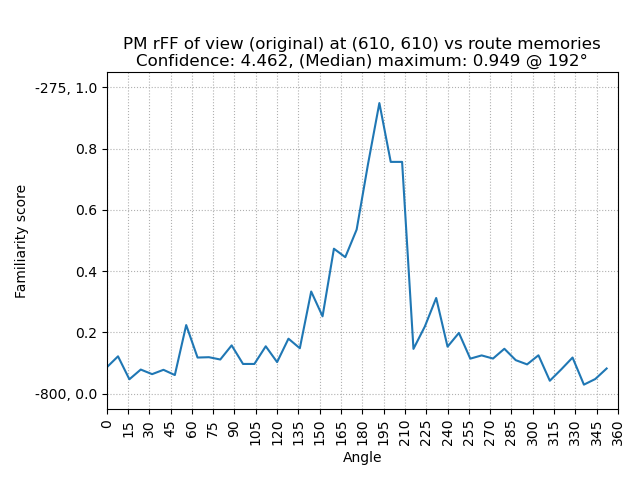 PM rFF of view (original) at (610, 610) vs route memories
Confidence: 4.462, (Median) maximum: 0.949 @ 192°
-275, 1.0
0.8
0.6
0.4
0.2
-800, 0.0
Familiarity score
0 15 30 45 60 75 90 105 120 135 150 165 180 195 210 225 240 255 270 285 300 315 330 345 360
Angle